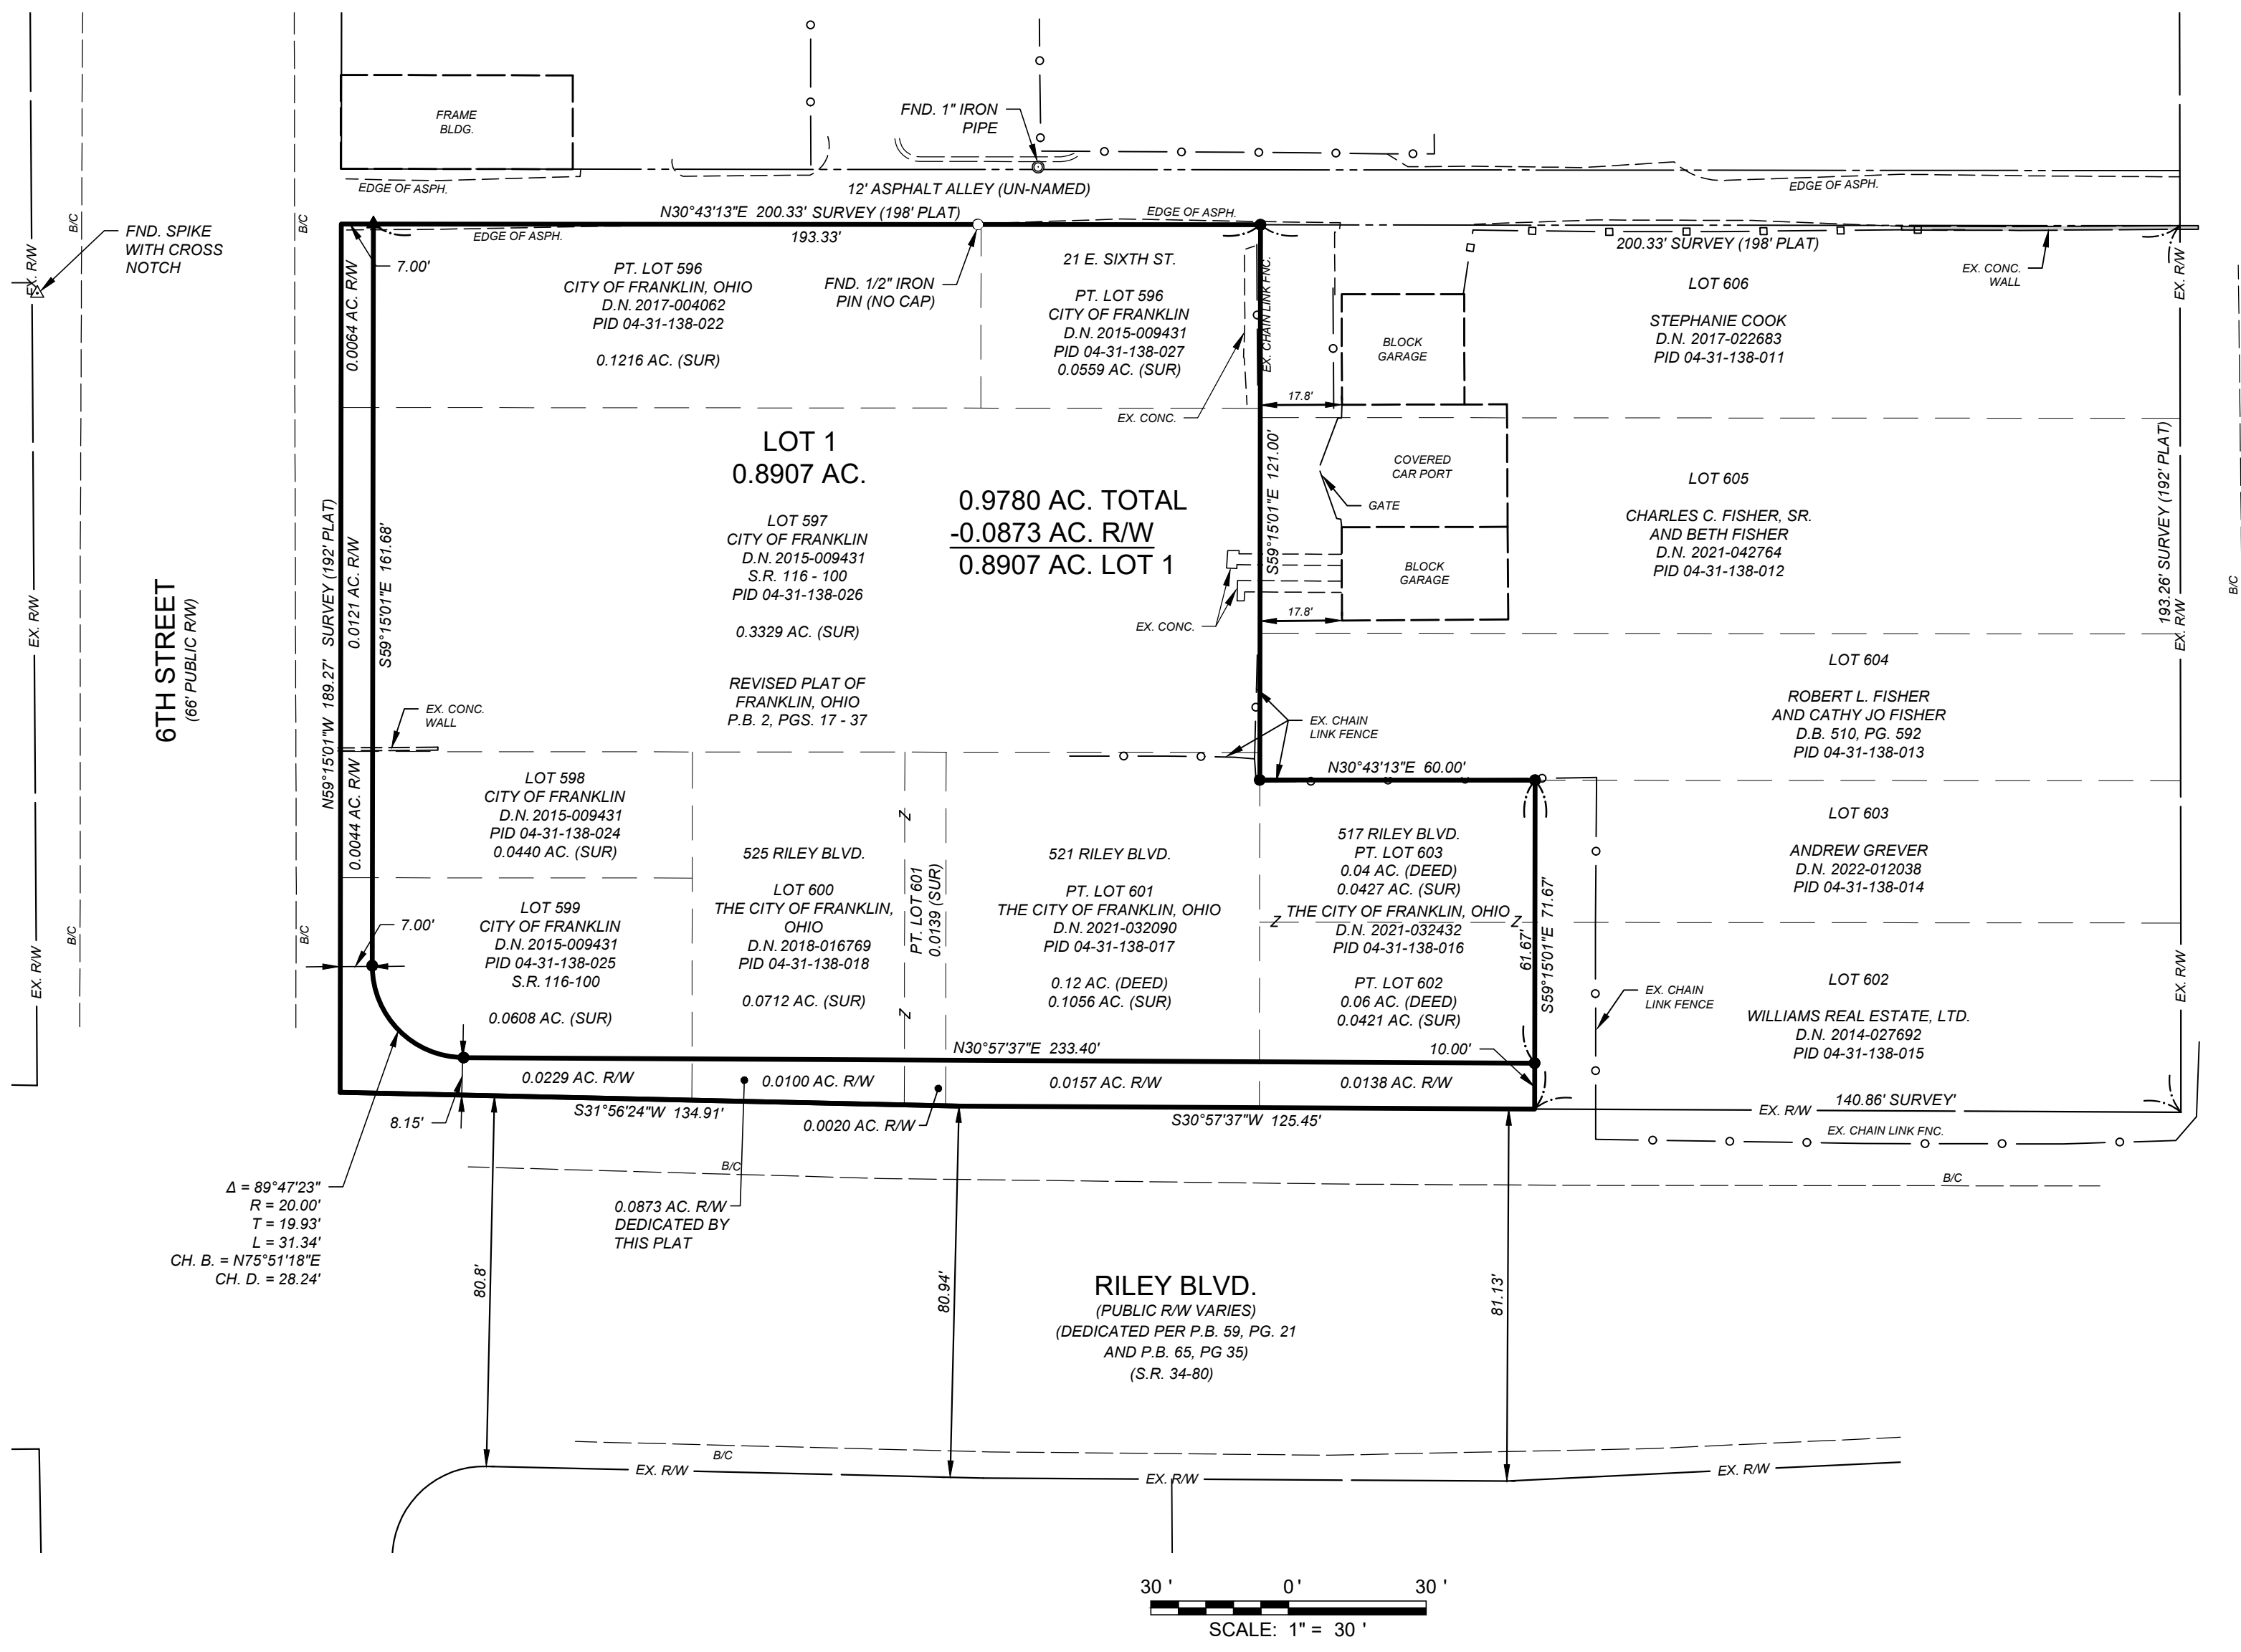 FRAME
BLDG.
FND. 1" IRON
PIPE
EDGE OF ASPH.
12' ASPHALT ALLEY (UN-NAMED)
EDGE OF ASPH.
N30°43'13"E 200.33' SURVEY (198' PLAT)
EDGE OF ASPH.
EDGE OF ASPH.
193.33'
B/C
B/C
EX. R/W
FND. SPIKE
WITH CROSS
NOTCH
7.00'
0.0064 AC. R/W
PT. LOT 596
CITY OF FRANKLIN, OHIO
D.N. 2017-004062
PID 04-31-138-022
0.1216 AC. (SUR)
FND. 1/2" IRON
PIN (NO CAP)
21 E. SIXTH ST.
PT. LOT 596
CITY OF FRANKLIN
D.N. 2015-009431
PID 04-31-138-027
0.0559 AC. (SUR)
EX. CHAIN LINK FNC.
EX. CONC.
17.8'
BLOCK
GARAGE
200.33' SURVEY (198' PLAT)
EX. CONC.
WALL
EX. R/W
LOT 606
STEPHANIE COOK
D.N. 2017-022683
PID 04-31-138-011
LOT 1
0.8907 AC.
0.9780 AC. TOTAL
-0.0873 AC. R/W
0.8907 AC. LOT 1
LOT 597
CITY OF FRANKLIN
D.N. 2015-009431
S.R. 116 - 100
PID 04-31-138-026
0.3329 AC. (SUR)
REVISED PLAT OF
FRANKLIN, OHIO
P.B. 2, PGS. 17 - 37
S59°15'01"E 121.00'
COVERED
CAR PORT
GATE
BLOCK
GARAGE
17.8'
EX. CONC.
LOT 605
CHARLES C. FISHER, SR.
AND BETH FISHER
D.N. 2021-042764
PID 04-31-138-012
193.26' SURVEY (192' PLAT)
EX. R/W
B/C
6TH STREET
(66' PUBLIC R/W)
EX. R/W
N59°15'01"W 189.27' SURVEY (192' PLAT)
0.0121 AC. R/W
S59°15'01"E 161.68'
EX. CONC.
WALL
0.0044 AC. R/W
EX. CHAIN
LINK FENCE
N30°43'13"E 60.00'
LOT 604
ROBERT L. FISHER
AND CATHY JO FISHER
D.B. 510, PG. 592
PID 04-31-138-013
LOT 598
CITY OF FRANKLIN
D.N. 2015-009431
PID 04-31-138-024
0.0440 AC. (SUR)
LOT 599
CITY OF FRANKLIN
D.N. 2015-009431
PID 04-31-138-025
S.R. 116-100
0.0608 AC. (SUR)
525 RILEY BLVD.
LOT 600
THE CITY OF FRANKLIN,
OHIO
D.N. 2018-016769
PID 04-31-138-018
0.0712 AC. (SUR)
Z
Z
PT. LOT 601
0.0139 (SUR)
521 RILEY BLVD.
PT. LOT 601
THE CITY OF FRANKLIN, OHIO
D.N. 2021-032090
PID 04-31-138-017
0.12 AC. (DEED)
0.1056 AC. (SUR)
517 RILEY BLVD.
PT. LOT 603
0.04 AC. (DEED)
0.0427 AC. (SUR)
THE CITY OF FRANKLIN, OHIO
Z
Z
D.N. 2021-032432
PID 04-31-138-016
PT. LOT 602
0.06 AC. (DEED)
0.0421 AC. (SUR)
61.67'
S59°15'01"E 71.67'
LOT 603
ANDREW GREVER
D.N. 2022-012038
PID 04-31-138-014
EX. CHAIN
LINK FENCE
LOT 602
WILLIAMS REAL ESTATE, LTD.
D.N. 2014-027692
PID 04-31-138-015
EX. R/W
EX. R/W
B/C
B/C
7.00'
N30°57'37"E 233.40'
10.00'
0.0229 AC. R/W
0.0100 AC. R/W
0.0157 AC. R/W
0.0138 AC. R/W
8.15'
S31°56'24"W 134.91'
0.0020 AC. R/W
S30°57'37"W 125.45'
EX. R/W
140.86' SURVEY'
EX. CHAIN LINK FNC.
B/C
B/C
Δ = 89°47'23"
R = 20.00'
T = 19.93'
L = 31.34'
CH. B. = N75°51'18"E
CH. D. = 28.24'
0.0873 AC. R/W
DEDICATED BY
THIS PLAT
80.8'
80.94'
81.13'
RILEY BLVD.
(PUBLIC R/W VARIES)
(DEDICATED PER P.B. 59, PG. 21
AND P.B. 65, PG 35)
(S.R. 34-80)
B/C
EX. R/W
EX. R/W
EX. R/W
30 ' 0 ' 30 '
SCALE: 1" = 30 '